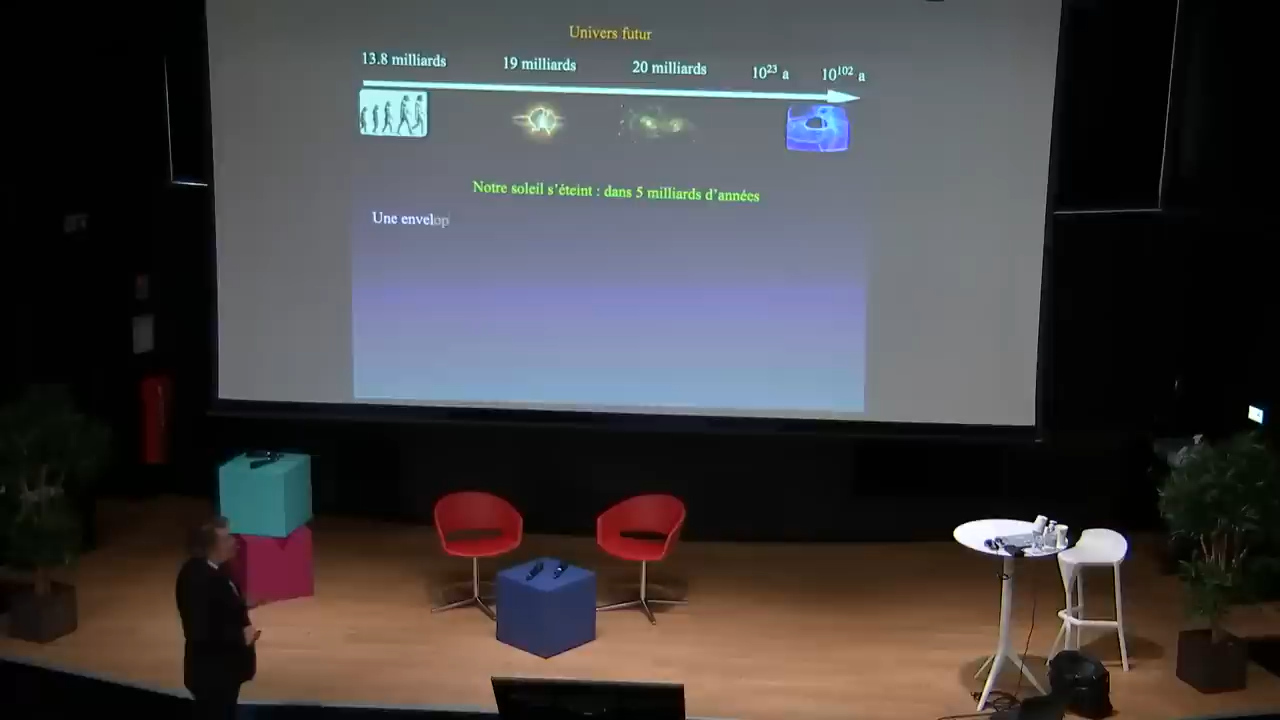 Univers futur
13.8 milliards 19 milliards 20 milliards 10²³ a 10¹⁰² a
Notre soleil s'éteint : dans 5 milliards d'années
Une envelop